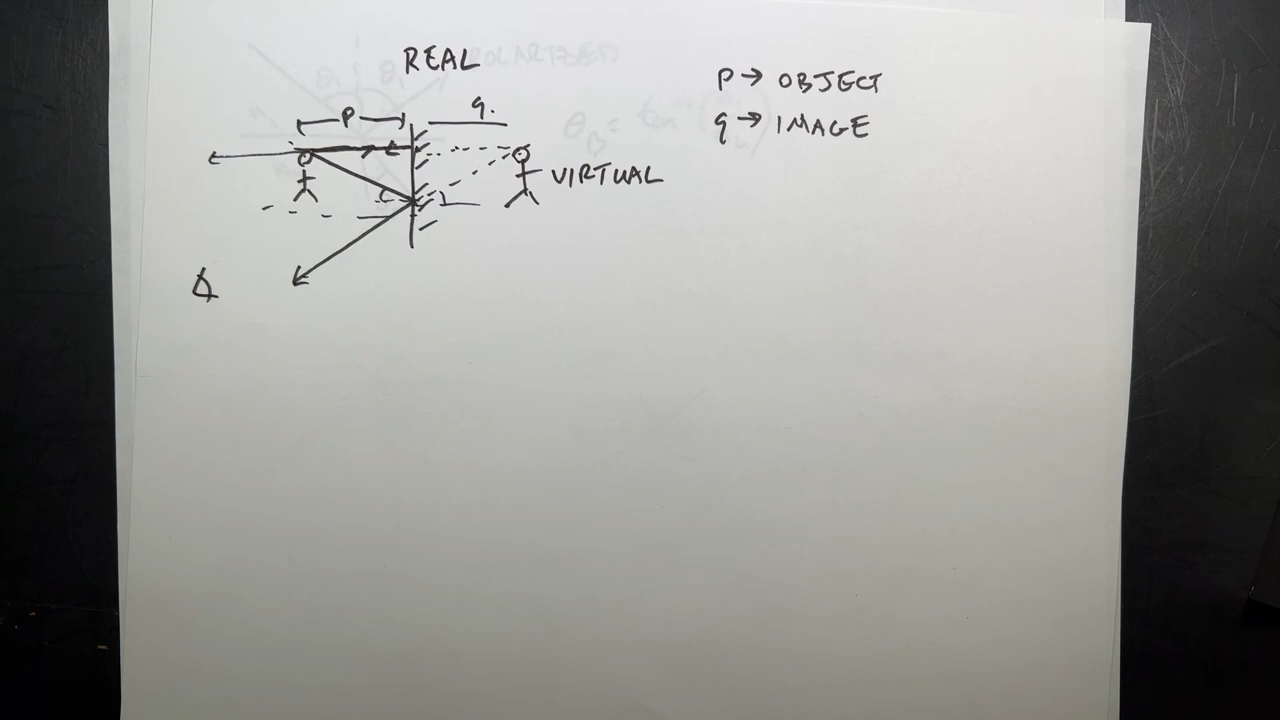 REAL
p → OBJECT
q → IMAGE
p
q.
VIRTUAL